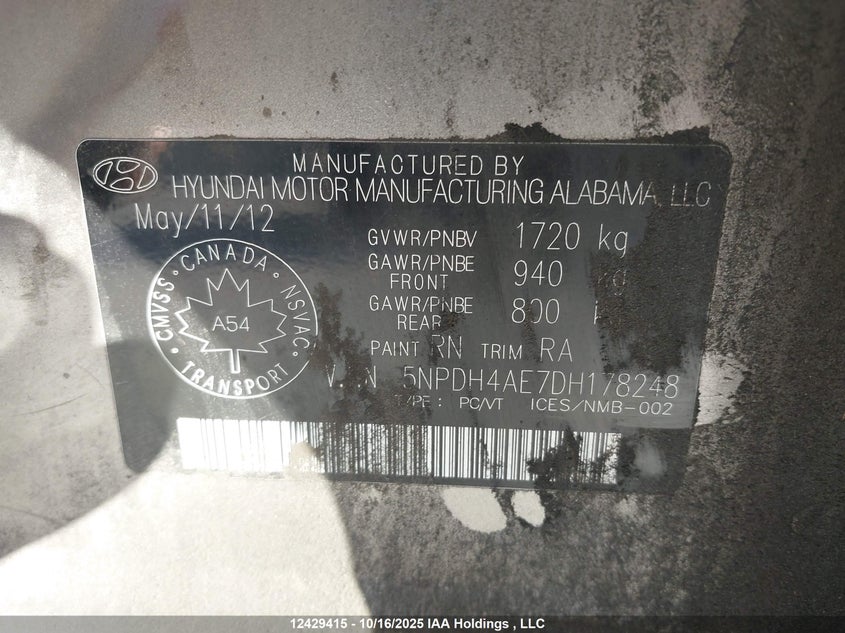 MANUFACTURED BY
HYUNDAI MOTOR MANUFACTURING ALABAMA, LLC
May/11/12
GVWR/PNBV 1720 kg
GAWR/PNBE FRONT 940
GAWR/PNBE REAR 800
PAINT RN TRIM RA
5NPDH4AE7DH178248
TYPE: PC/VT ICES/NMB-002
CANADA
CMVSS · NSVAC
A54
TRANSPORT
12429415 - 10/16/2025 IAA Holdings , LLC